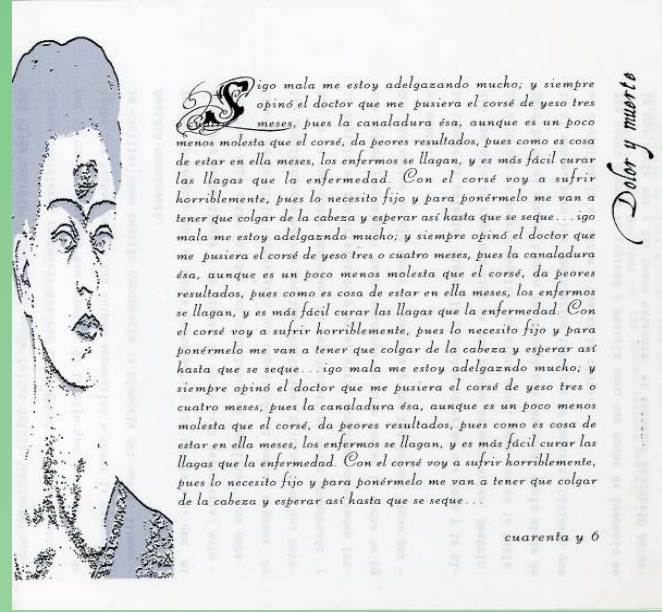 Sigo mala me estoy adelgazando mucho; y siempre
opinó el doctor que me pusiera el corsé de yeso tres
meses, pues la canaladura ésa, aunque es un poco
menos molesta que el corsé, da peores resultados, pues como es cosa
de estar en ella meses, los enfermos se llagan, y es más fácil curar
las llagas que la enfermedad. Con el corsé voy a sufrir
horriblemente, pues lo necesito fijo y para ponérmelo me van a
tener que colgar de la cabeza y esperar así hasta que se seque...igo
mala me estoy adelgazndo mucho; y siempre opinó el doctor que
me pusiera el corsé de yeso tres o cuatro meses, pues la canaladura
ésa, aunque es un poco menos molesta que el corsé, da peores
resultados, pues como es cosa de estar en ella meses, los enfermos
se llagan, y es más fácil curar las llagas que la enfermedad. Con
el corsé voy a sufrir horriblemente, pues lo necesito fijo y para
ponérmelo me van a tener que colgar de la cabeza y esperar así
hasta que se seque...igo mala me estoy adelgazndo mucho; y
siempre opinó el doctor que me pusiera el corsé de yeso tres o
cuatro meses, pues la canaladura ésa, aunque es un poco menos
molesta que el corsé, da peores resultados, pues como es cosa de
estar en ella meses, los enfermos se llagan, y es más fácil curar las
llagas que la enfermedad. Con el corsé voy a sufrir horriblemente,
pues lo necesito fijo y para ponérmelo me van a tener que colgar
de la cabeza y esperar así hasta que se seque...
Dolor y muerte
cuarenta y 6